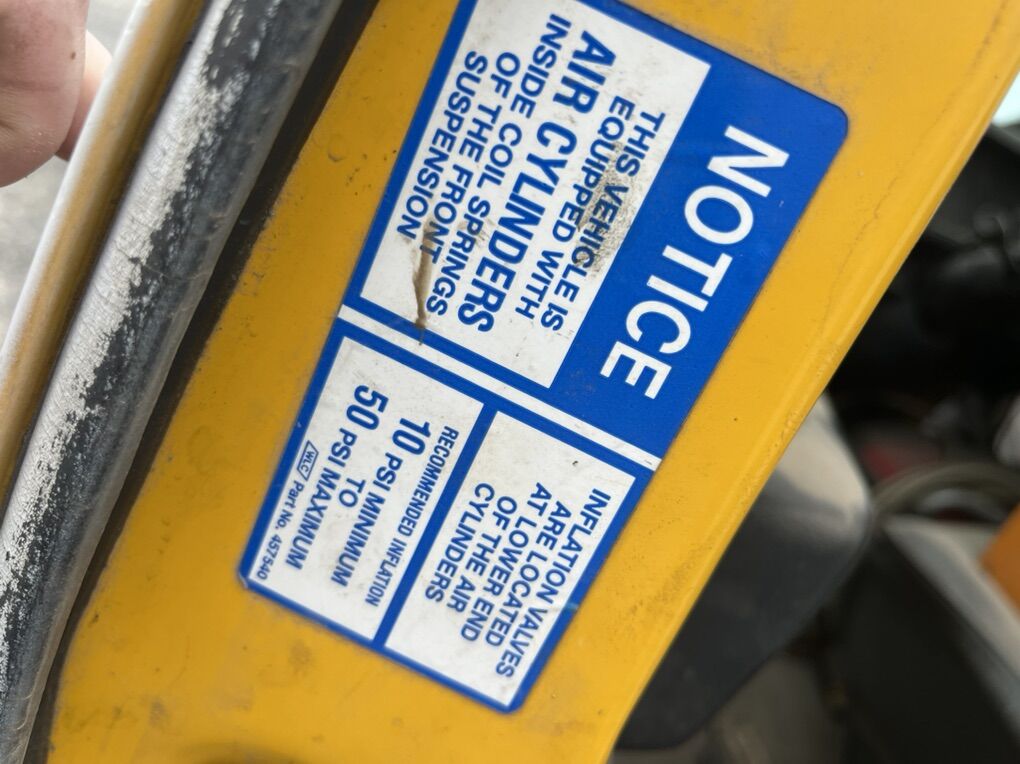 NOTICE
THIS VEHICLE IS
EQUIPPED WITH
AIR CYLINDERS
INSIDE COIL SPRINGS
OF THE FRONT
SUSPENSION
INFLATION VALVES
ARE LOCATED
AT LOWER END
OF THE AIR
CYLINDERS
RECOMMENDED INFLATION
10 PSI MINIMUM
TO
50 PSI MAXIMUM
WLC Part No. 457540